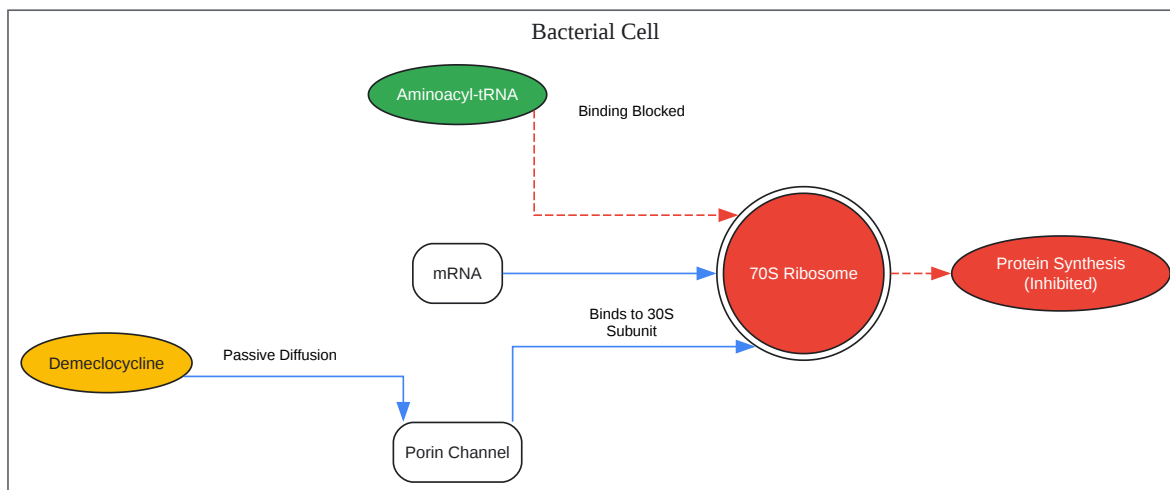 Bacterial Cell
Aminoacyl-tRNA
Binding Blocked
mRNA
70S Ribosome
Protein Synthesis
(Inhibited)
Binds to 30S
Subunit
Demeclocycline
Passive Diffusion
Porin Channel